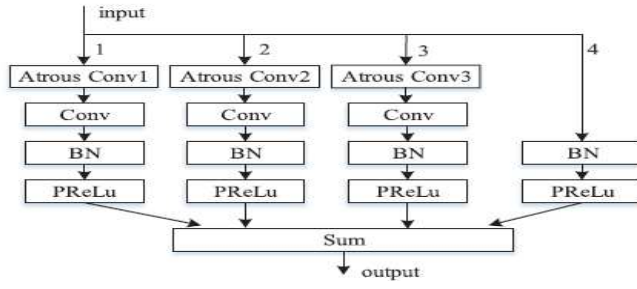 input
1 2 3 4
Atrous Conv1 Atrous Conv2 Atrous Conv3
Conv Conv Conv
BN BN BN BN
PReLu PReLu PReLu PReLu
Sum
output